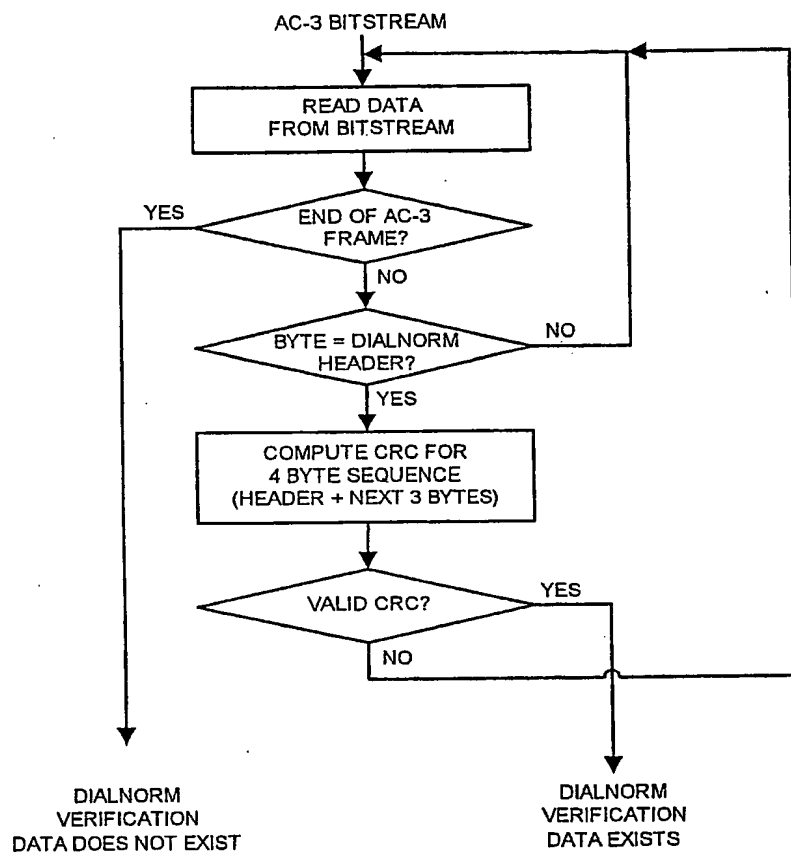 AC-3 BITSTREAM
READ DATA
FROM BITSTREAM
YES
END OF AC-3
FRAME?
NO
BYTE = DIALNORM
HEADER?
NO
YES
COMPUTE CRC FOR
4 BYTE SEQUENCE
(HEADER + NEXT 3 BYTES)
VALID CRC?
YES
NO
DIALNORM
VERIFICATION
DATA DOES NOT EXIST
DIALNORM
VERIFICATION
DATA EXISTS